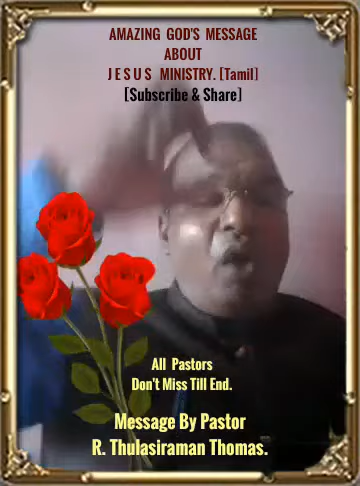 AMAZING GOD'S MESSAGE
ABOUT
J E S U S MINISTRY. [Tamil]
[Subscribe & Share]
All Pastors
Don't Miss Till End.
Message By Pastor
R. Thulasiraman Thomas.